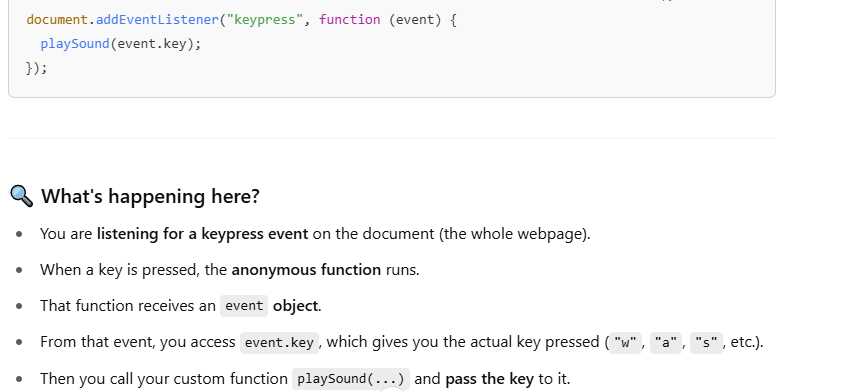 document.addEventListener("keypress", function (event) {
playSound(event.key);
});
🔍 What's happening here?
• You are listening for a keypress event on the document (the whole webpage).
• When a key is pressed, the anonymous function runs.
• That function receives an event object.
• From that event, you access event.key, which gives you the actual key pressed ("w", "a", "s", etc.).
• Then you call your custom function playSound(...) and pass the key to it.